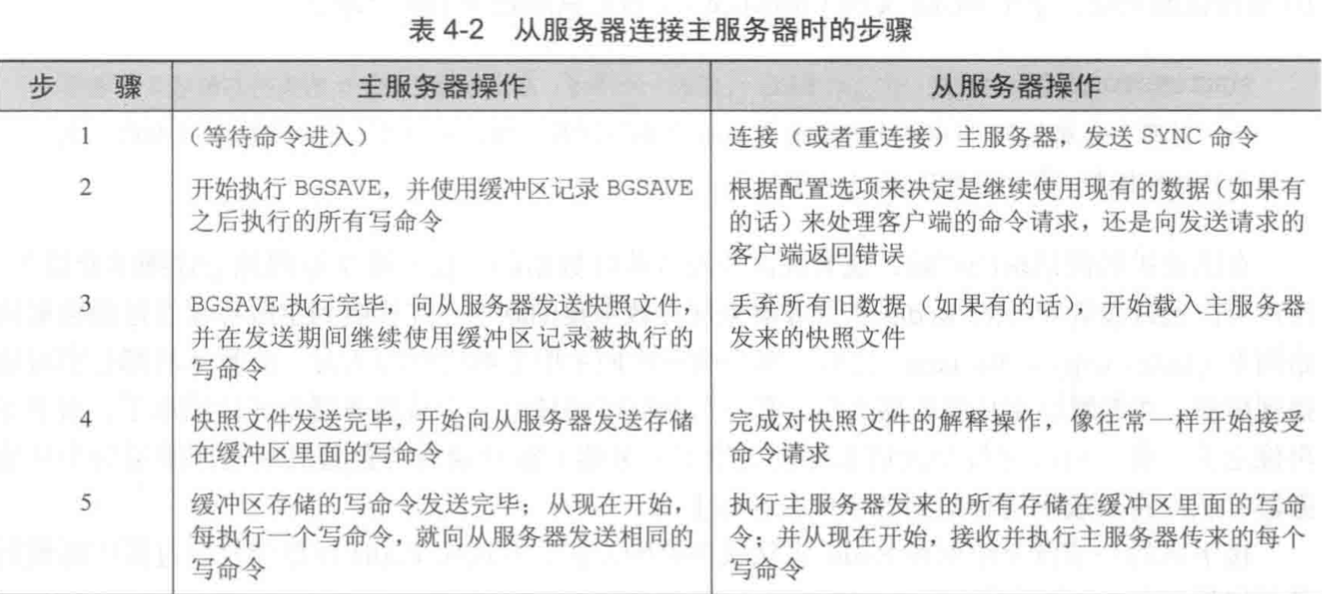 表 4-2 从服务器连接主服务器时的步骤
步 骤 主服务器操作 从服务器操作
1 （等待命令进入） 连接（或者重连接）主服务器，发送 SYNC 命令
2 开始执行 BGSAVE，并使用缓冲区记录 BGSAVE
之后执行的所有写命令
根据配置选项来决定是继续使用现有的数据（如果有
的话）来处理客户端的命令请求，还是向发送请求的
客户端返回错误
3 BGSAVE 执行完毕，向从服务器发送快照文件，
并在发送期间继续使用缓冲区记录被执行的
写命令
丢弃所有旧数据（如果有的话），开始载入主服务器
发来的快照文件
4 快照文件发送完毕，开始向从服务器发送存储
在缓冲区里面的写命令
完成对快照文件的解释操作，像往常一样开始接受
命令请求
5 缓冲区存储的写命令发送完毕；从现在开始，
每执行一个写命令，就向从服务器发送相同的
写命令
执行主服务器发来的所有存储在缓冲区里面的写命
令；并从现在开始，接收并执行主服务器传来的每个
写命令